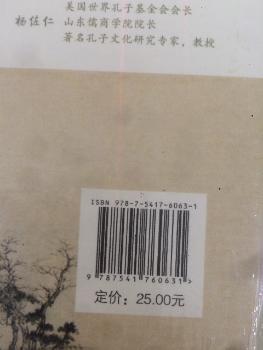 美国世界孔子基金会会长
杨佐仁 山东儒商学院院长
著名孔子文化研究专家，教授
ISBN 978-7-5417-6063-1
9 787541 760631 >
定价：25.00元